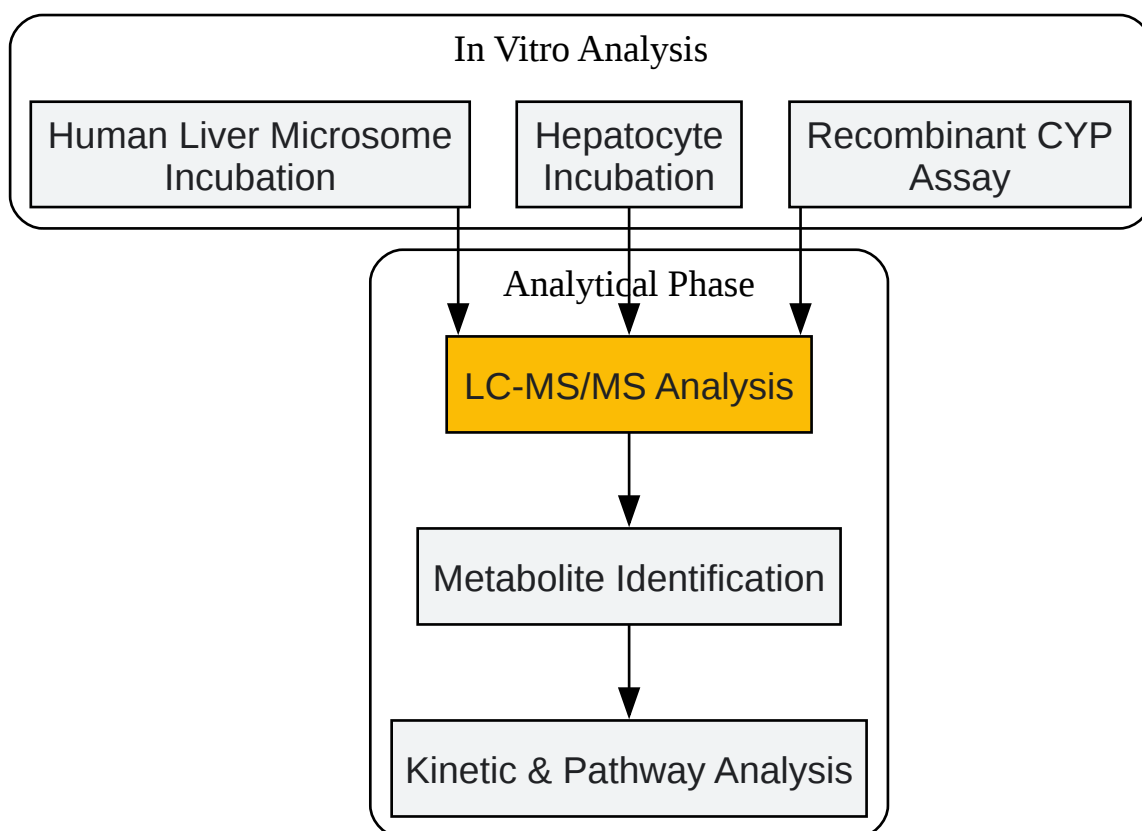 In Vitro Analysis
Human Liver Microsome
Incubation
Hepatocyte
Incubation
Recombinant CYP
Assay
Analytical Phase
LC-MS/MS Analysis
Metabolite Identification
Kinetic & Pathway Analysis